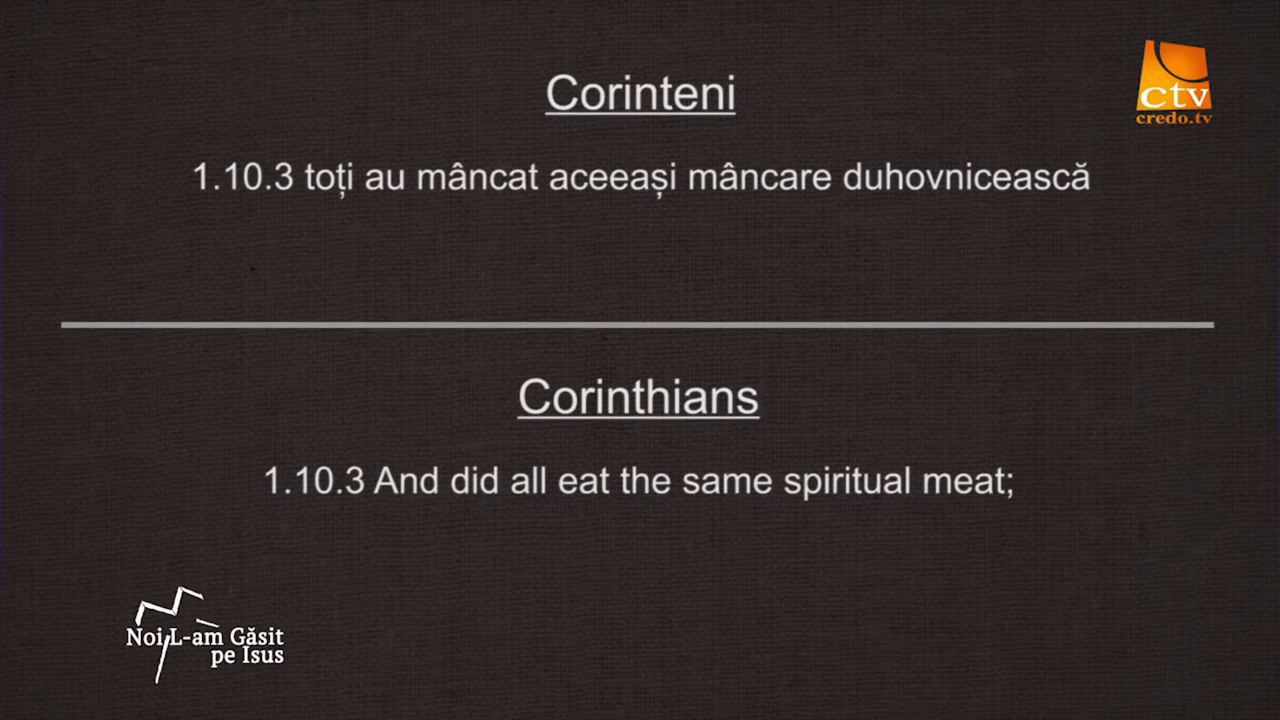 Corinteni
ctv
credo.tv
1.10.3 toți au mâncat aceeași mâncare duhovnicească
Corinthians
1.10.3 And did all eat the same spiritual meat;
Noi L-am Găsit
pe Isus